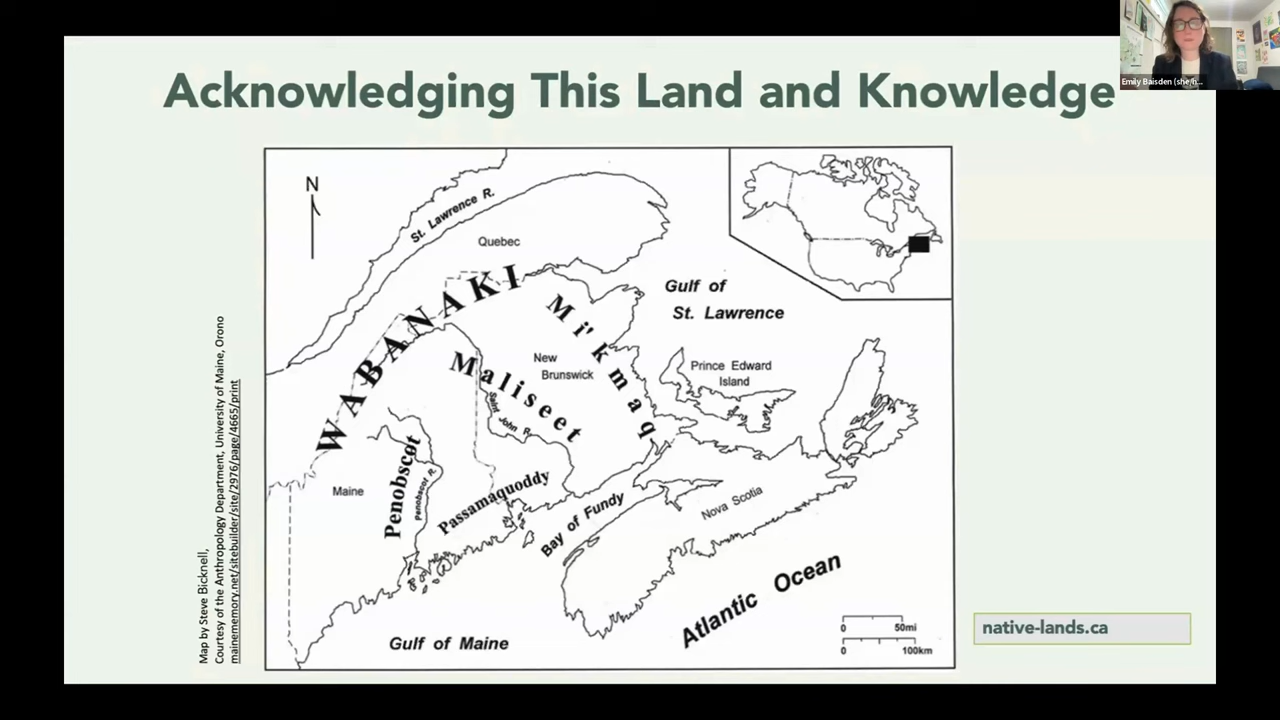 Acknowledging This Land and Knowledge
Emily Baisden (she/h...
N
St. Lawrence R.
Quebec
WABANAKI
Mi'kmaq
Gulf of
St. Lawrence
Maliseet
New
Brunswick
Prince Edward
Island
Saint John R.
Penobscot
Penobscot R.
Maine
Passamaquoddy
Bay of Fundy
Nova Scotia
Atlantic Ocean
Gulf of Maine
0 50mi
0 100km
Map by Steve Bicknell,
Courtesy of the Anthropology Department, University of Maine, Orono
mainememory.net/sitebuilder/site/2976/page/4665/print
native-lands.ca